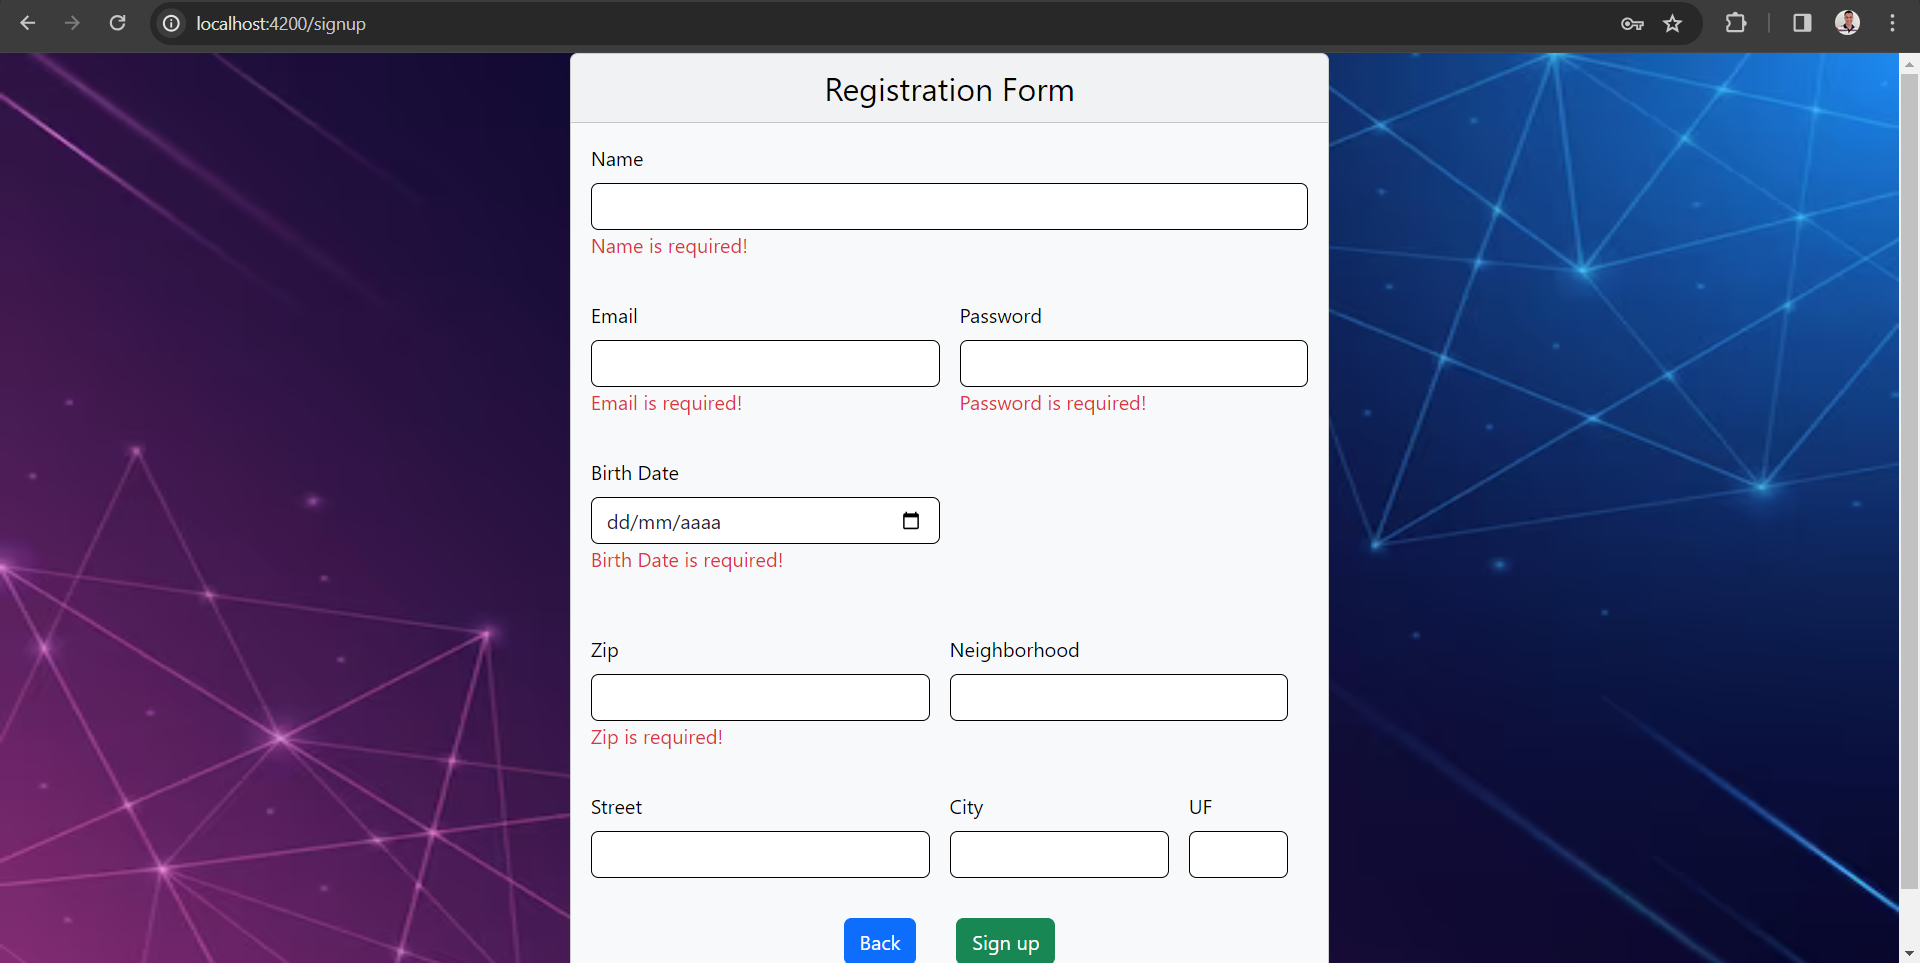 localhost:4200/signup
Registration Form
Name
Name is required!
Email Password
Email is required! Password is required!
Birth Date
dd/mm/aaaa
Birth Date is required!
Zip Neighborhood
Zip is required!
Street City UF
Back Sign up